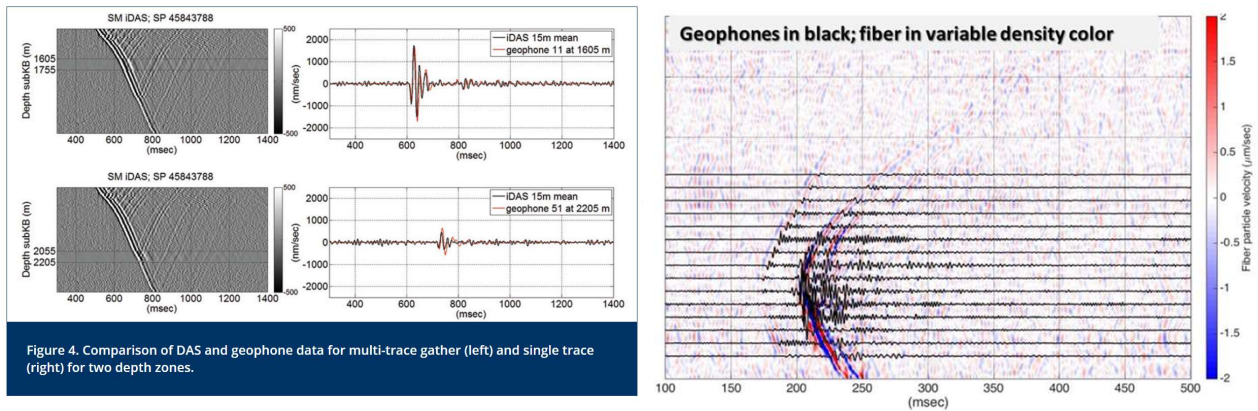 SM iDAS; SP 45843788
Depth subKB (m)
1605
1755
400 600 800 1000 1200 1400
(msec)
500
-500
(nm/sec)
2000
1000
0
-1000
-2000
iDAS 15m mean
geophone 11 at 1605 m
400 600 800 1000 1200 1400
(msec)
SM iDAS; SP 45843788
Depth subKB (m)
2055
2205
400 600 800 1000 1200 1400
(msec)
500
-500
(nm/sec)
2000
1000
0
-1000
-2000
iDAS 15m mean
geophone 51 at 2205 m
400 600 800 1000 1200 1400
(msec)
Figure 4. Comparison of DAS and geophone data for multi-trace gather (left) and single trace
(right) for two depth zones.
Geophones in black; fiber in variable density color
100 150 200 250 300 350 400 450 500
(msec)
2
1.5
1
0.5
0
-0.5
-1
-1.5
-2
Fiber particle velocity (μm/sec)